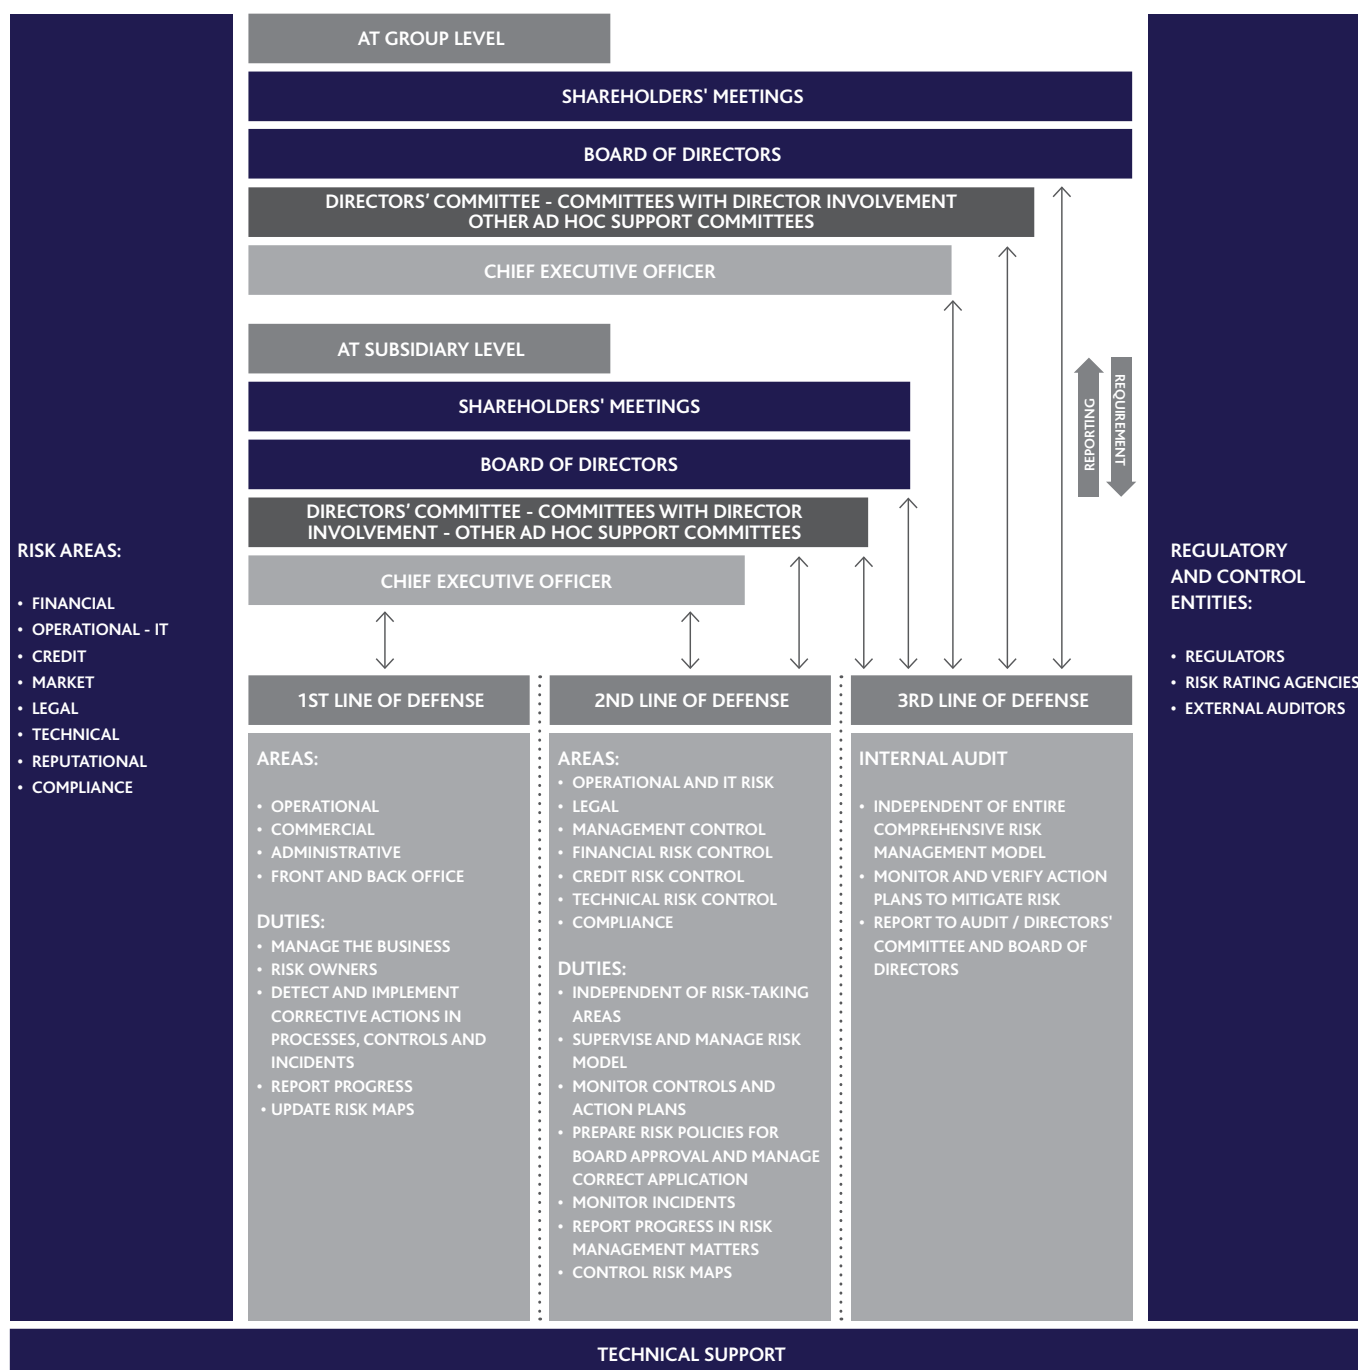 RISK AREAS:
• FINANCIAL
• OPERATIONAL - IT
• CREDIT
• MARKET
• LEGAL
• TECHNICAL
• REPUTATIONAL
• COMPLIANCE
AT GROUP LEVEL
SHAREHOLDERS' MEETINGS
BOARD OF DIRECTORS
DIRECTORS' COMMITTEE - COMMITTEES WITH DIRECTOR INVOLVEMENT
OTHER AD HOC SUPPORT COMMITTEES
CHIEF EXECUTIVE OFFICER
AT SUBSIDIARY LEVEL
SHAREHOLDERS' MEETINGS
BOARD OF DIRECTORS
DIRECTORS' COMMITTEE - COMMITTEES WITH DIRECTOR
INVOLVEMENT - OTHER AD HOC SUPPORT COMMITTEES
CHIEF EXECUTIVE OFFICER
REPORTING
REQUIREMENT
1ST LINE OF DEFENSE
AREAS:
• OPERATIONAL
• COMMERCIAL
• ADMINISTRATIVE
• FRONT AND BACK OFFICE
DUTIES:
• MANAGE THE BUSINESS
• RISK OWNERS
• DETECT AND IMPLEMENT
CORRECTIVE ACTIONS IN
PROCESSES, CONTROLS AND
INCIDENTS
• REPORT PROGRESS
• UPDATE RISK MAPS
2ND LINE OF DEFENSE
AREAS:
• OPERATIONAL AND IT RISK
• LEGAL
• MANAGEMENT CONTROL
• FINANCIAL RISK CONTROL
• CREDIT RISK CONTROL
• TECHNICAL RISK CONTROL
• COMPLIANCE
DUTIES:
• INDEPENDENT OF RISK-TAKING
AREAS
• SUPERVISE AND MANAGE RISK
MODEL
• MONITOR CONTROLS AND
ACTION PLANS
• PREPARE RISK POLICIES FOR
BOARD APPROVAL AND MANAGE
CORRECT APPLICATION
• MONITOR INCIDENTS
• REPORT PROGRESS IN RISK
MANAGEMENT MATTERS
• CONTROL RISK MAPS
3RD LINE OF DEFENSE
INTERNAL AUDIT
• INDEPENDENT OF ENTIRE
COMPREHENSIVE RISK
MANAGEMENT MODEL
• MONITOR AND VERIFY ACTION
PLANS TO MITIGATE RISK
• REPORT TO AUDIT / DIRECTORS'
COMMITTEE AND BOARD OF
DIRECTORS
REGULATORY
AND CONTROL
ENTITIES:
• REGULATORS
• RISK RATING AGENCIES
• EXTERNAL AUDITORS
TECHNICAL SUPPORT